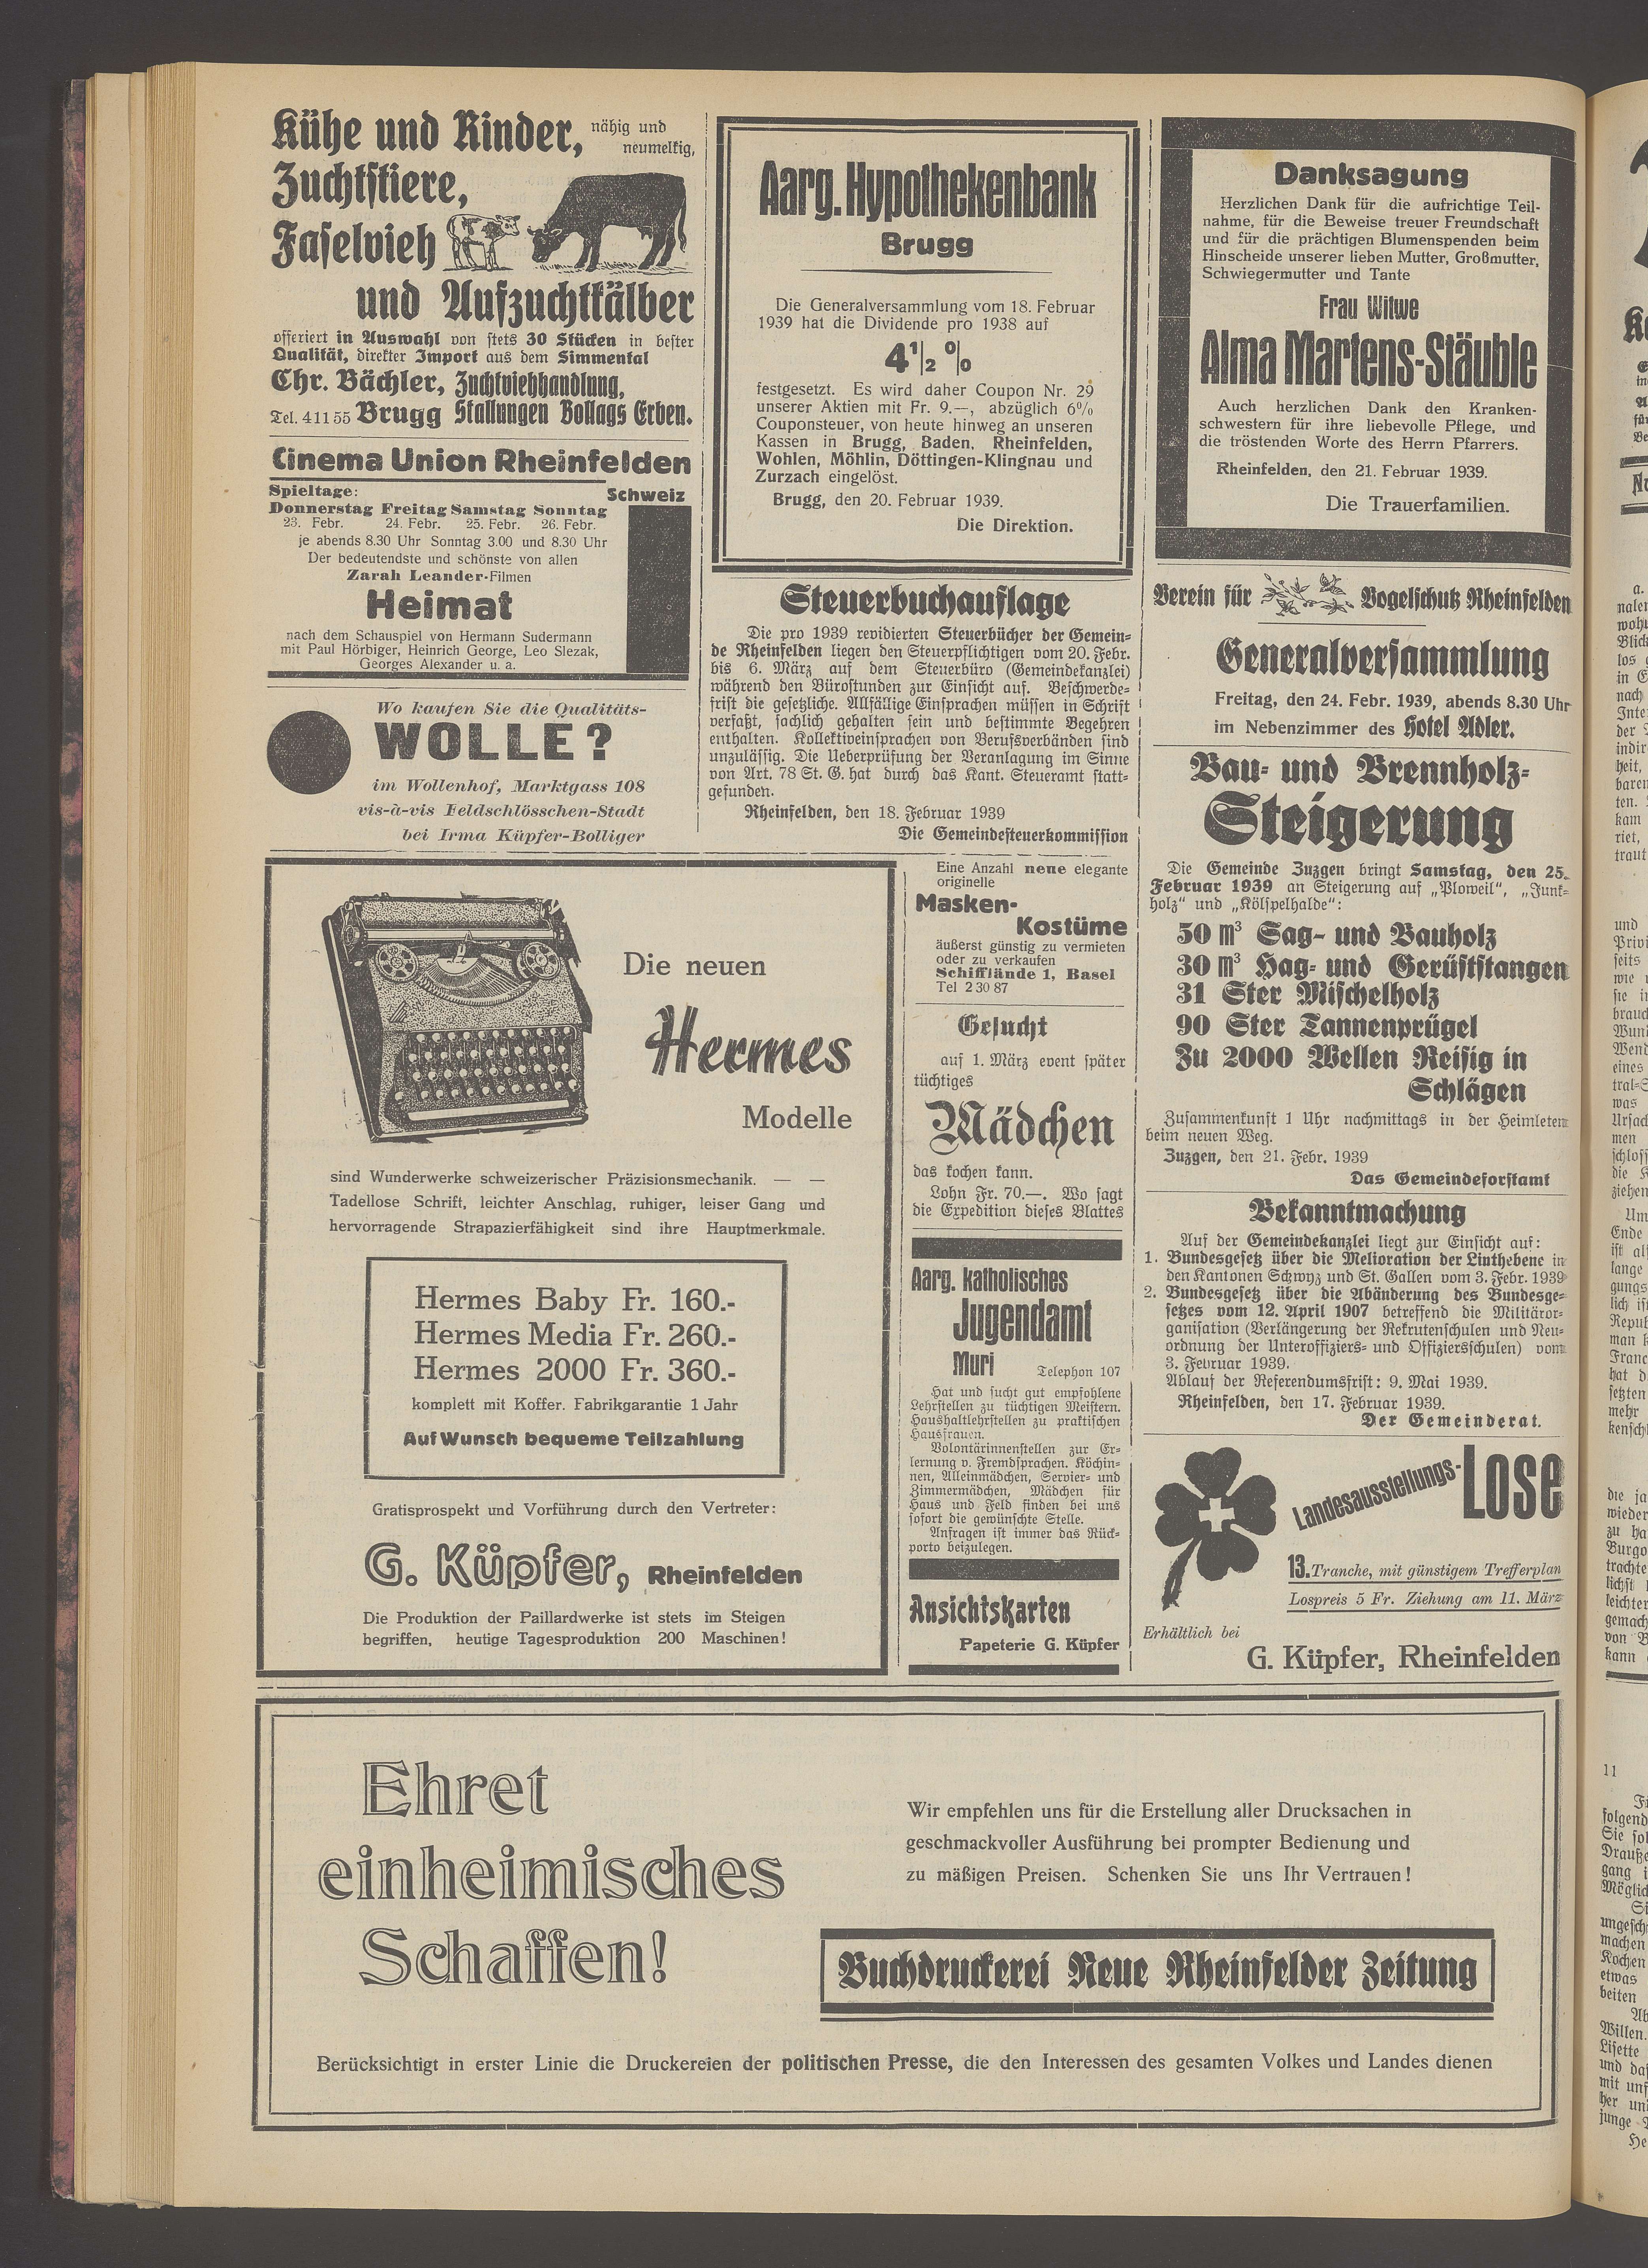 Kühe und Rinder, nähig und
neumelkig,
Zuchtstiere,
Faselvieh
und Aufzuchtkälber
offeriert in Auswahl von stets 30 Stücken in bester
Qualität, direkter Import aus dem Simmental
Chr. Bächler, Zuchtviehhandlung,
Tel. 411 55 Brugg Stallungen Bollags Erben.
Cinema Union Rheinfelden
Spieltage: Schweiz
Donnerstag Freitag Samstag Sonntag
23. Febr. 24. Febr. 25. Febr. 26. Febr.
je abends 8.30 Uhr Sonntag 3.00 und 8.30 Uhr
Der bedeutendste und schönste von allen
Zarah Leander-Filmen
Heimat
nach dem Schauspiel von Hermann Sudermann
mit Paul Hörbiger, Heinrich George, Leo Slezak,
Georges Alexander u. a.
Wo kaufen Sie die Qualitäts-
WOLLE?
im Wollenhof, Marktgass 108
vis-à-vis Feldschlösschen-Stadt
bei Irma Küpfer-Bolliger
Aarg. Hypothekenbank
Brugg
Die Generalversammlung vom 18. Februar
1939 hat die Dividende pro 1938 auf
4½ %
festgesetzt. Es wird daher Coupon Nr. 29
unserer Aktien mit Fr. 9.—, abzüglich 6%
Couponsteuer, von heute hinweg an unseren
Kassen in Brugg, Baden, Rheinfelden,
Wohlen, Möhlin, Döttingen-Klingnau und
Zurzach eingelöst.
Brugg, den 20. Februar 1939.
Die Direktion.
Steuerbuchauflage
Die pro 1939 revidierten Steuerbücher der Gemein-
de Rheinfelden liegen den Steuerpflichtigen vom 20. Febr.
bis 6. März auf dem Steuerbüro (Gemeindekanzlei)
während den Bürostunden zur Einsicht auf. Beschwerde-
frist die gesetzliche. Allfällige Einsprachen müssen in Schrift
verfaßt, sachlich gehalten sein und bestimmte Begehren
enthalten. Kollektiveinsprachen von Berufsverbänden sind
unzulässig. Die Ueberprüfung der Veranlagung im Sinne
von Art. 78 St. G. hat durch das Kant. Steueramt statt-
gefunden.
Rheinfelden, den 18. Februar 1939
Die Gemeindesteuerkommission
Danksagung
Herzlichen Dank für die aufrichtige Teil-
nahme, für die Beweise treuer Freundschaft
und für die prächtigen Blumenspenden beim
Hinscheide unserer lieben Mutter, Großmutter,
Schwiegermutter und Tante
Frau Witwe
Alma Martens-Stäuble
Auch herzlichen Dank den Kranken-
schwestern für ihre liebevolle Pflege, und
die tröstenden Worte des Herrn Pfarrers.
Rheinfelden, den 21. Februar 1939.
Die Trauerfamilien.
Verein für Vogelschutz Rheinfelden
Generalversammlung
Freitag, den 24. Febr. 1939, abends 8.30 Uhr
im Nebenzimmer des Hotel Adler.
Bau- und Brennholz-
Steigerung
Die Gemeinde Zuzgen bringt Samstag, den 25.
Februar 1939 an Steigerung auf „Ploweil“, „Junk-
holz“ und „Kölspelhalde“:
50 m³ Sag- und Bauholz
30 m³ Hag- und Gerüststangen
31 Ster Mischelholz
90 Ster Tannenprügel
Zu 2000 Wellen Reisig in
Schlägen
Zusammenkunft 1 Uhr nachmittags in der Heimleten
beim neuen Weg.
Zuzgen, den 21. Febr. 1939
Das Gemeindeforstamt
Bekanntmachung
Auf der Gemeindekanzlei liegt zur Einsicht auf:
1. Bundesgesetz über die Melioration der Linthebene in
den Kantonen Schwyz und St. Gallen vom 3. Febr. 1939
2. Bundesgesetz über die Abänderung des Bundesge-
setzes vom 12. April 1907 betreffend die Militäror-
ganisation (Verlängerung der Rekrutenschulen und Neu-
ordnung der Unteroffiziers- und Offiziersschulen) vom
3. Februar 1939.
Ablauf der Referendumsfrist: 9. Mai 1939.
Rheinfelden, den 17. Februar 1939.
Der Gemeinderat.
Landesausstellungs-Lose
13. Tranche, mit günstigem Trefferplan
Lospreis 5 Fr. Ziehung am 11. März
Erhältlich bei
G. Küpfer, Rheinfelden
Die neuen
Hermes
Modelle
sind Wunderwerke schweizerischer Präzisionsmechanik. — —
Tadellose Schrift, leichter Anschlag, ruhiger, leiser Gang und
hervorragende Strapazierfähigkeit sind ihre Hauptmerkmale.
Hermes Baby Fr. 160.-
Hermes Media Fr. 260.-
Hermes 2000 Fr. 360.-
komplett mit Koffer. Fabrikgarantie 1 Jahr
Auf Wunsch bequeme Teilzahlung
Gratisprospekt und Vorführung durch den Vertreter:
G. Küpfer, Rheinfelden
Die Produktion der Paillardwerke ist stets im Steigen
begriffen, heutige Tagesproduktion 200 Maschinen!
Eine Anzahl neue elegante
originelle
Masken-
Kostüme
äußerst günstig zu vermieten
oder zu verkaufen
Schifflände 1, Basel
Tel 2 30 87
Gesucht
auf 1. März event später
tüchtiges
Mädchen
das kochen kann.
Lohn Fr. 70.—. Wo sagt
die Expedition dieses Blattes
Aarg. katholisches
Jugendamt
Muri Telephon 107
Hat und sucht gut empfohlene
Lehrstellen zu tüchtigen Meistern.
Haushaltlehrstellen zu praktischen
Hausfrauen.
Volontärinnenstellen zur Er-
lernung v. Fremdsprachen. Köchin-
nen, Alleinmädchen, Servier- und
Zimmermädchen, Mädchen für
Haus und Feld finden bei uns
sofort die gewünschte Stelle.
Anfragen ist immer das Rück-
porto beizulegen.
Ansichtskarten
Papeterie G. Küpfer
Ehret
einheimisches
Schaffen!
Wir empfehlen uns für die Erstellung aller Drucksachen in
geschmackvoller Ausführung bei prompter Bedienung und
zu mäßigen Preisen. Schenken Sie uns Ihr Vertrauen!
Buchdruckerei Neue Rheinfelder Zeitung
Berücksichtigt in erster Linie die Druckereien der politischen Presse, die den Interessen des gesamten Volkes und Landes dienen